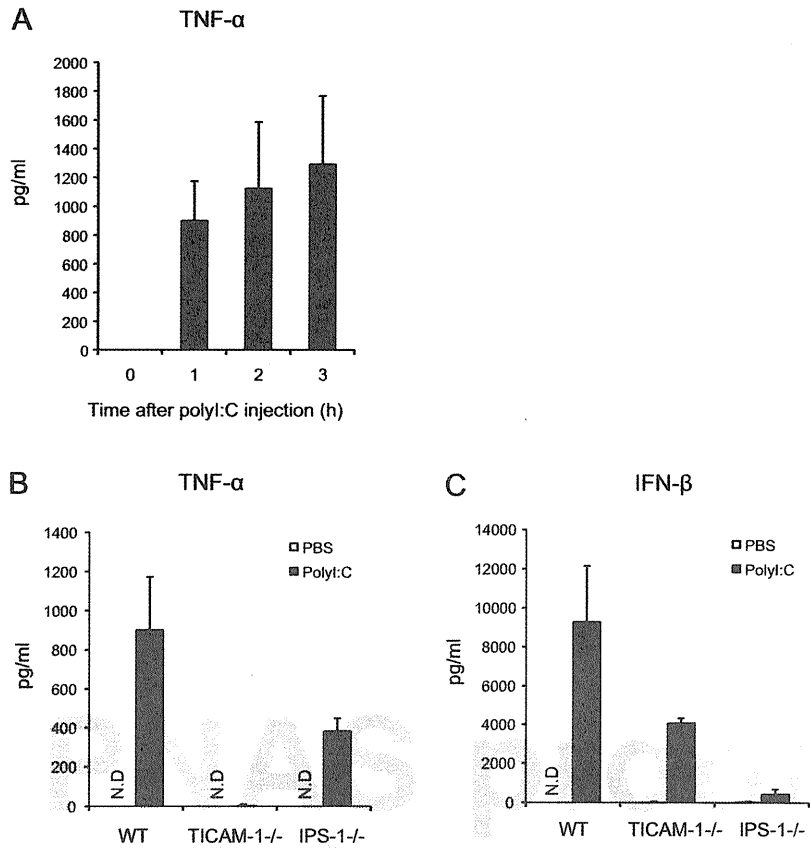 A
TNF-α
2000
1800
1600
1400
1200
1000
800
600
400
200
0
pg/ml
0 1 2 3
Time after polyI:C injection (h)
B
TNF-α
1400
1200
1000
800
600
400
200
0
pg/ml
PBS
PolyI:C
N.D N.D N.D
WT TICAM-1-/- IPS-1-/-
C
IFN-β
14000
12000
10000
8000
6000
4000
2000
0
pg/ml
PBS
PolyI:C
N.D
WT TICAM-1-/- IPS-1-/-
PNAS